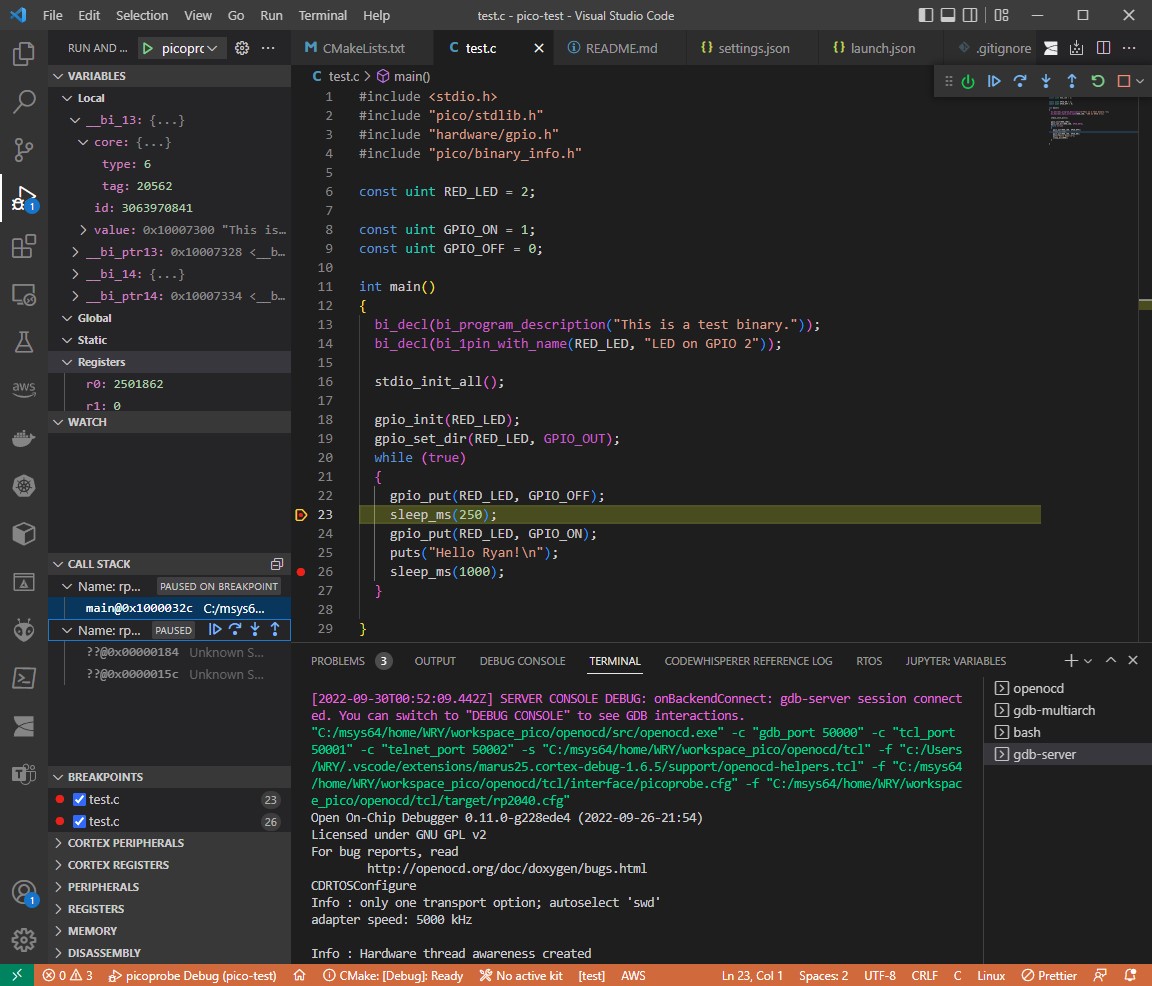 File Edit Selection View Go Run Terminal Help test.c - pico-test - Visual Studio Code
RUN AND ... picoprc
CMakeLists.txt C test.c README.md {} settings.json {} launch.json .gitignore
C test.c > main()
VARIABLES
Local
__bi_13: {...}
core: {...}
type: 6
tag: 20562
id: 3063970841
value: 0x10007300 "This is…
__bi_ptr13: 0x10007328 <__b…
__bi_14: {...}
__bi_ptr14: 0x10007334 <__b…
Global
Static
Registers
r0: 2501862
r1: 0
WATCH
CALL STACK
Name: rp... PAUSED ON BREAKPOINT
main@0x1000032c C:/msys6...
Name: rp... PAUSED
??@0x00000184 Unknown S...
??@0x0000015c Unknown S...
BREAKPOINTS
test.c 23
test.c 26
CORTEX PERIPHERALS
CORTEX REGISTERS
PERIPHERALS
REGISTERS
MEMORY
DISASSEMBLY
aws
1
1
1 #include <stdio.h>
2 #include "pico/stdlib.h"
3 #include "hardware/gpio.h"
4 #include "pico/binary_info.h"
5
6 const uint RED_LED = 2;
7
8 const uint GPIO_ON = 1;
9 const uint GPIO_OFF = 0;
10
11 int main()
12 {
13 bi_decl(bi_program_description("This is a test binary."));
14 bi_decl(bi_1pin_with_name(RED_LED, "LED on GPIO 2"));
15
16 stdio_init_all();
17
18 gpio_init(RED_LED);
19 gpio_set_dir(RED_LED, GPIO_OUT);
20 while (true)
21 {
22 gpio_put(RED_LED, GPIO_OFF);
23 sleep_ms(250);
24 gpio_put(RED_LED, GPIO_ON);
25 puts("Hello Ryan!\n");
26 sleep_ms(1000);
27 }
28
29 }
PROBLEMS 3 OUTPUT DEBUG CONSOLE TERMINAL CODEWHISPERER REFERENCE LOG RTOS JUPYTER: VARIABLES
[2022-09-30T00:52:09.442Z] SERVER CONSOLE DEBUG: onBackendConnect: gdb-server session connect
ed. You can switch to "DEBUG CONSOLE" to see GDB interactions.
"C:/msys64/home/WRY/workspace_pico/openocd/src/openocd.exe" -c "gdb_port 50000" -c "tcl_port
50001" -c "telnet_port 50002" -s "C:/msys64/home/WRY/workspace_pico/openocd/tcl" -f "c:/Users
/WRY/.vscode/extensions/marus25.cortex-debug-1.6.5/support/openocd-helpers.tcl" -f "C:/msys64
/home/WRY/workspace_pico/openocd/tcl/interface/picoprobe.cfg" -f "C:/msys64/home/WRY/workspac
e_pico/openocd/tcl/target/rp2040.cfg"
Open On-Chip Debugger 0.11.0-g228ede4 (2022-09-26-21:54)
Licensed under GNU GPL v2
For bug reports, read
http://openocd.org/doc/doxygen/bugs.html
CDRTOSConfigure
Info : only one transport option; autoselect 'swd'
adapter speed: 5000 kHz
Info : Hardware thread awareness created
openocd
gdb-multiarch
bash
gdb-server
0 3 picoprobe Debug (pico-test) CMake: [Debug]: Ready No active kit [test] AWS Ln 23, Col 1 Spaces: 2 UTF-8 CRLF C Linux Prettier